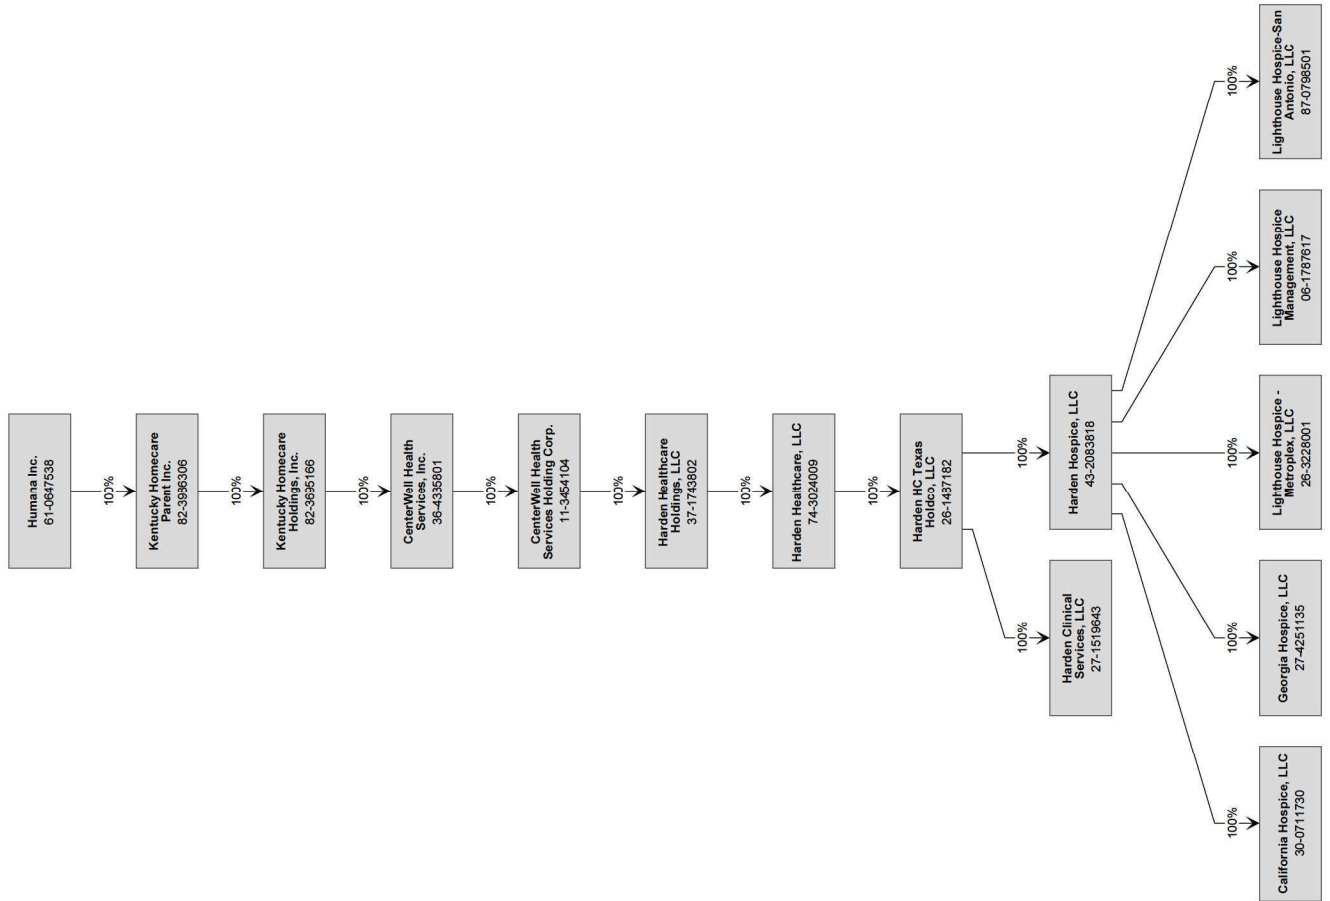 Humana Inc.
61-0647538
100%
Kentucky Homecare
Parent Inc.
82-3986306
100%
Kentucky Homecare
Holdings, Inc.
82-3695166
100%
CenterWell Health
Services, Inc.
36-4335801
100%
CenterWell Health
Services Holding Corp.
11-3454104
100%
Harden Healthcare
Holdings, LLC
37-1743802
100%
Harden Healthcare, LLC
74-3024009
100%
Harden HC Texas
Holdco, LLC
26-1437182
100%
Harden Clinical
Services, LLC
27-1519643
100%
Harden Hospice, LLC
43-2083818
100%
California Hospice, LLC
30-0711730
100%
Georgia Hospice, LLC
27-4251135
100%
Lighthouse Hospice -
Metroplex, LLC
26-3228001
100%
Lighthouse Hospice
Management, LLC
06-1787617
100%
Lighthouse Hospice-San
Antonio, LLC
87-0798501